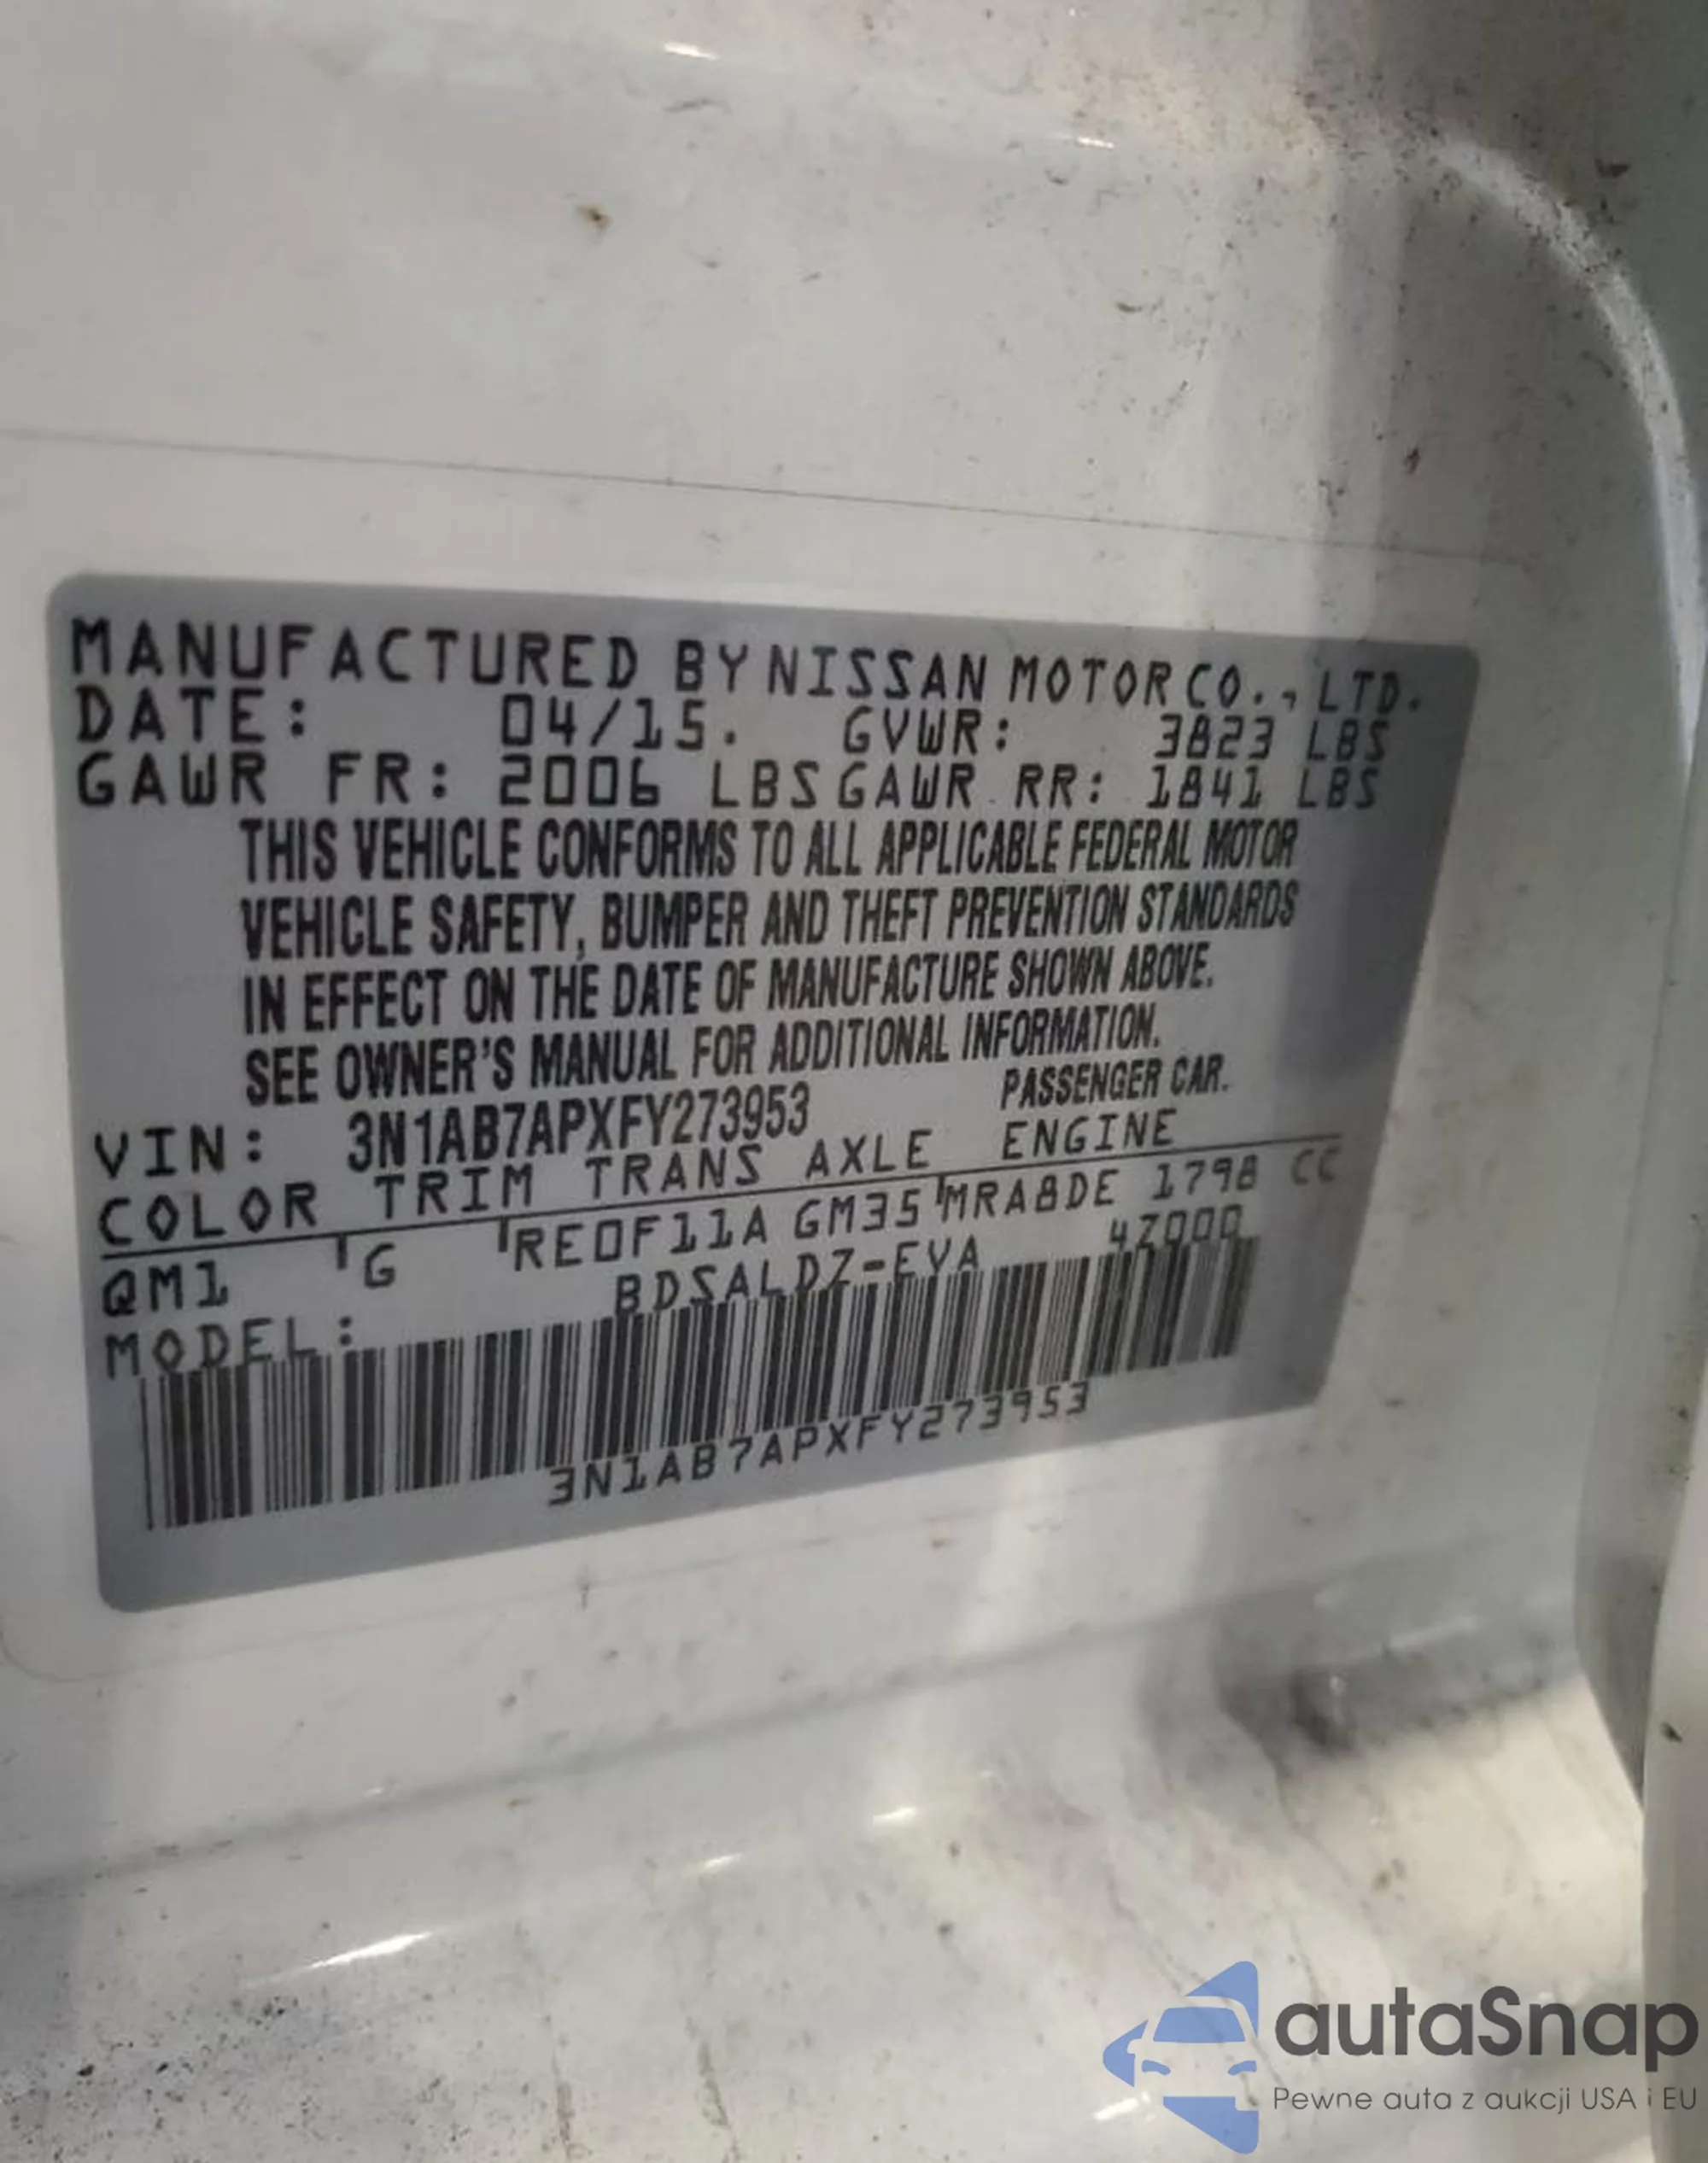 MANUFACTURED BY NISSAN MOTOR CO., LTD.
DATE: 04/15. GVWR: 3823 LBS
GAWR FR: 2006 LBS GAWR RR: 1841 LBS
THIS VEHICLE CONFORMS TO ALL APPLICABLE FEDERAL MOTOR
VEHICLE SAFETY, BUMPER AND THEFT PREVENTION STANDARDS
IN EFFECT ON THE DATE OF MANUFACTURE SHOWN ABOVE.
SEE OWNER'S MANUAL FOR ADDITIONAL INFORMATION.
VIN: 3N1AB7APXFY273953 PASSENGER CAR.
COLOR TRIM TRANS AXLE ENGINE
QM1 G RE0F11A GM35 MRA8DE 1798 CC
MODEL: BDSALDZ-EVA 4Z000
3N1AB7APXFY273953
autaSnap
Pewne auta z aukcji USA i EU